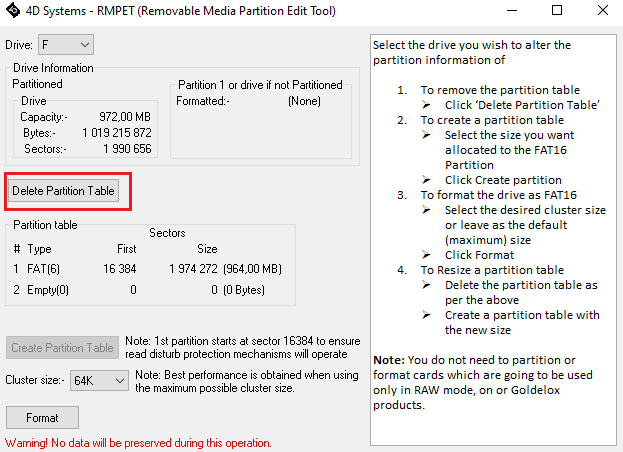 4D Systems - RMPET (Removable Media Partition Edit Tool)
Drive: F
Drive Information
Partitioned
Drive
Capacity:- 972,00 MB
Bytes:- 1 019 215 872
Sectors:- 1 990 656
Partition 1 or drive if not Partitioned
Formatted:- (None)
Delete Partition Table
Partition table
Sectors
# Type First Size
1 FAT(6) 16 384 1 974 272 (964,00 MB)
2 Empty(0) 0 0 (0 Bytes)
Create Partition Table
Note: 1st partition starts at sector 16384 to ensure
read disturb protection mechanisms will operate
Cluster size:- 64K
Note: Best performance is obtained when using
the maximum possible cluster size.
Format
Warning! No data will be preserved during this operation.
Select the drive you wish to alter the
partition information of
1. To remove the partition table
➢ Click ‘Delete Partition Table’
2. To create a partition table
➢ Select the size you want
allocated to the FAT16
Partition
➢ Click Create partition
3. To format the drive as FAT16
➢ Select the desired cluster size
or leave as the default
(maximum) size
➢ Click Format
4. To Resize a partition table
➢ Delete the partition table as
per the above
➢ Create a partition table with
the new size
Note: You do not need to partition or
format cards which are going to be used
only in RAW mode, on or Goldelox
products.